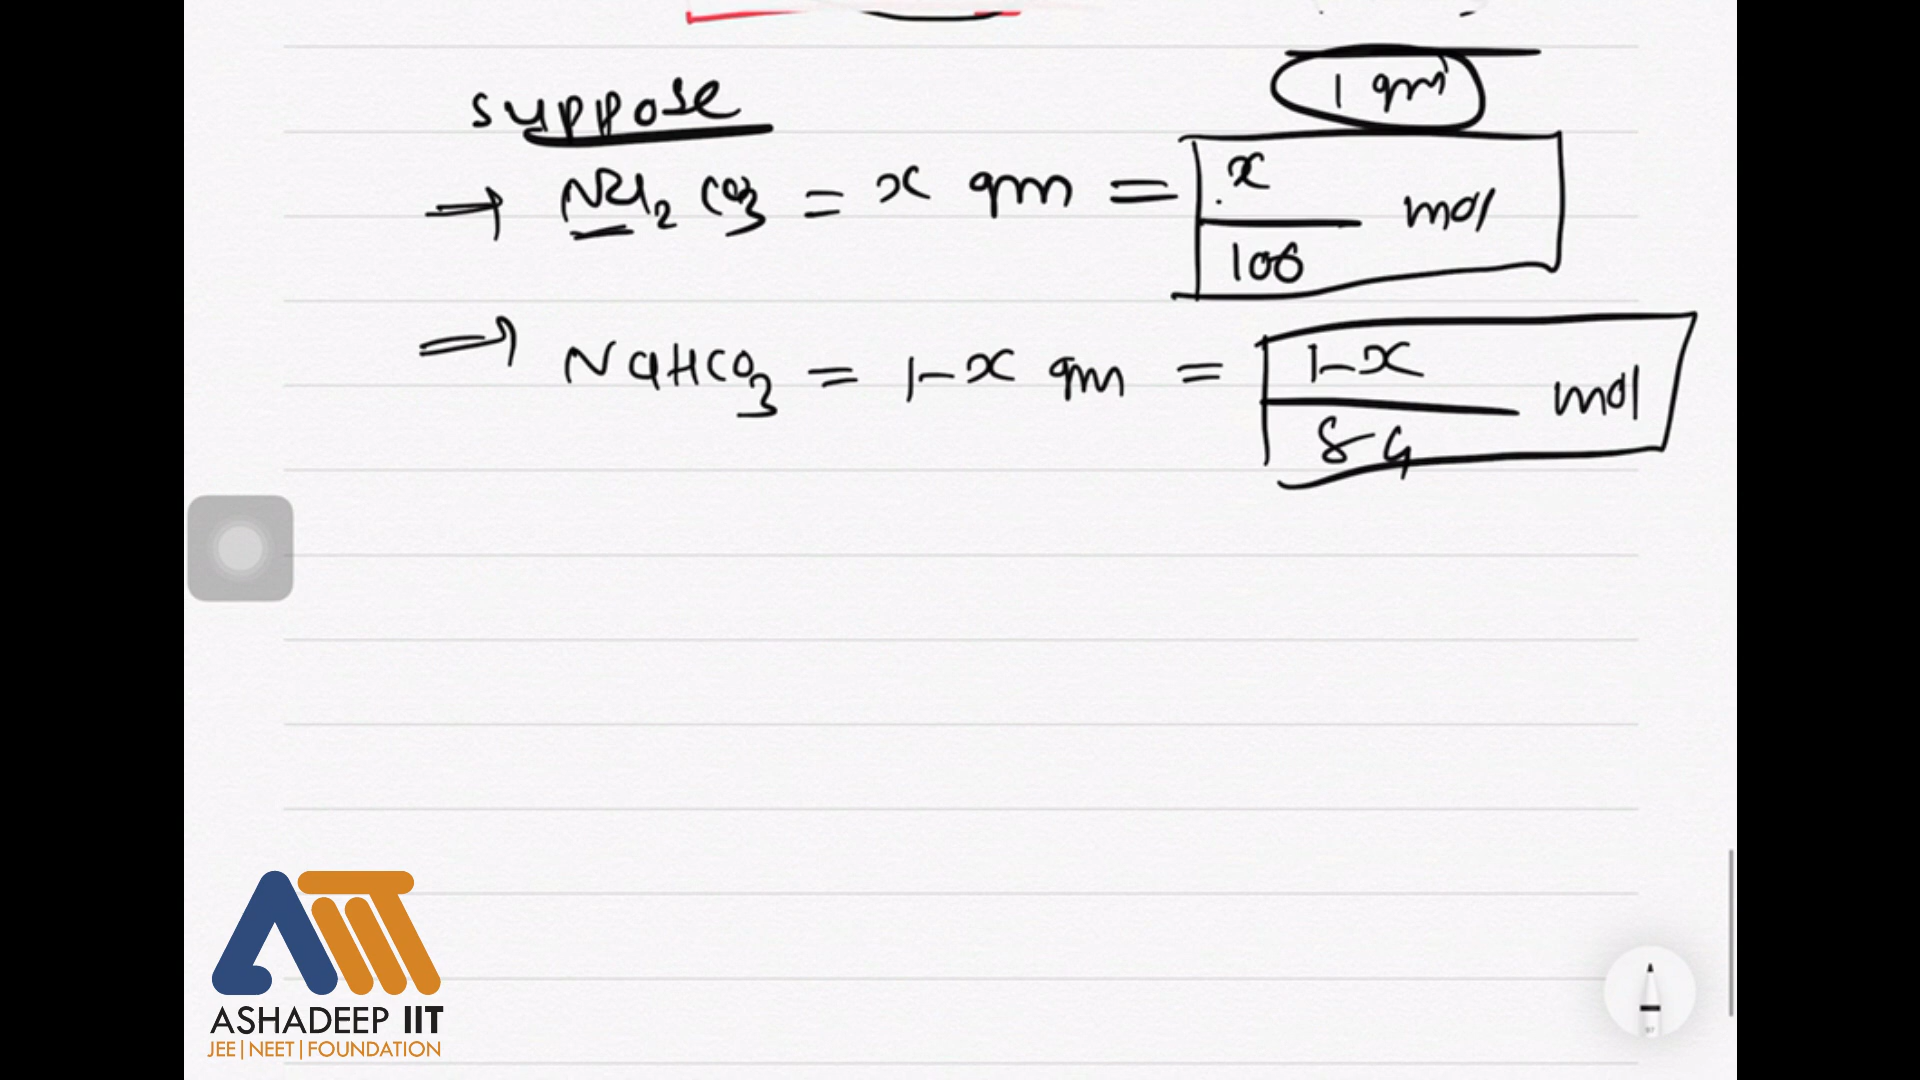 1 gm
suppose
→ Na2CO3 = x gm = x/106 mol
⇒ NaHCO3 = 1-x gm = 1-x/84 mol
ASHADEEP IIT
JEE | NEET | FOUNDATION